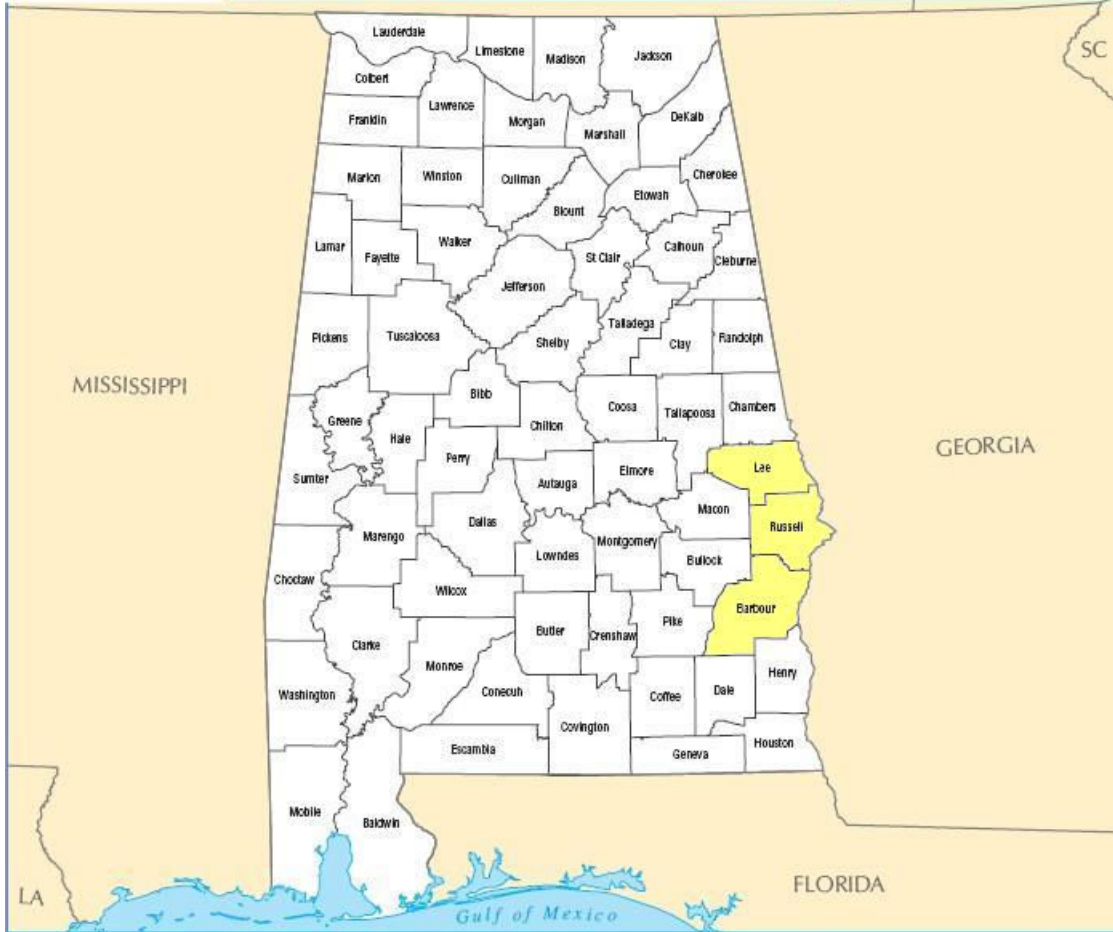 Lauderdale
Limestone
Madison
Jackson
SC
Colbert
Lawrence
Franklin
Morgan
Marshall
DeKalb
Marion
Winston
Cullman
Cherokee
Etowah
Blount
Lamar
Fayette
Walker
St Clair
Calhoun
Cleburne
Jefferson
Talladega
Pickens
Tuscaloosa
Shelby
Clay
Randolph
MISSISSIPPI
Bibb
Greene
Hale
Chilton
Coosa
Tallapoosa
Chambers
GEORGIA
Perry
Sumter
Autauga
Elmore
Lee
Macon
Marengo
Dallas
Russell
Lowndes
Montgomery
Bullock
Choctaw
Wilcox
Barbour
Clarke
Butler
Crenshaw
Pike
Washington
Monroe
Conecuh
Coffee
Dale
Henry
Covington
Escambia
Geneva
Houston
Mobile
Baldwin
LA
FLORIDA
Gulf of Mexico